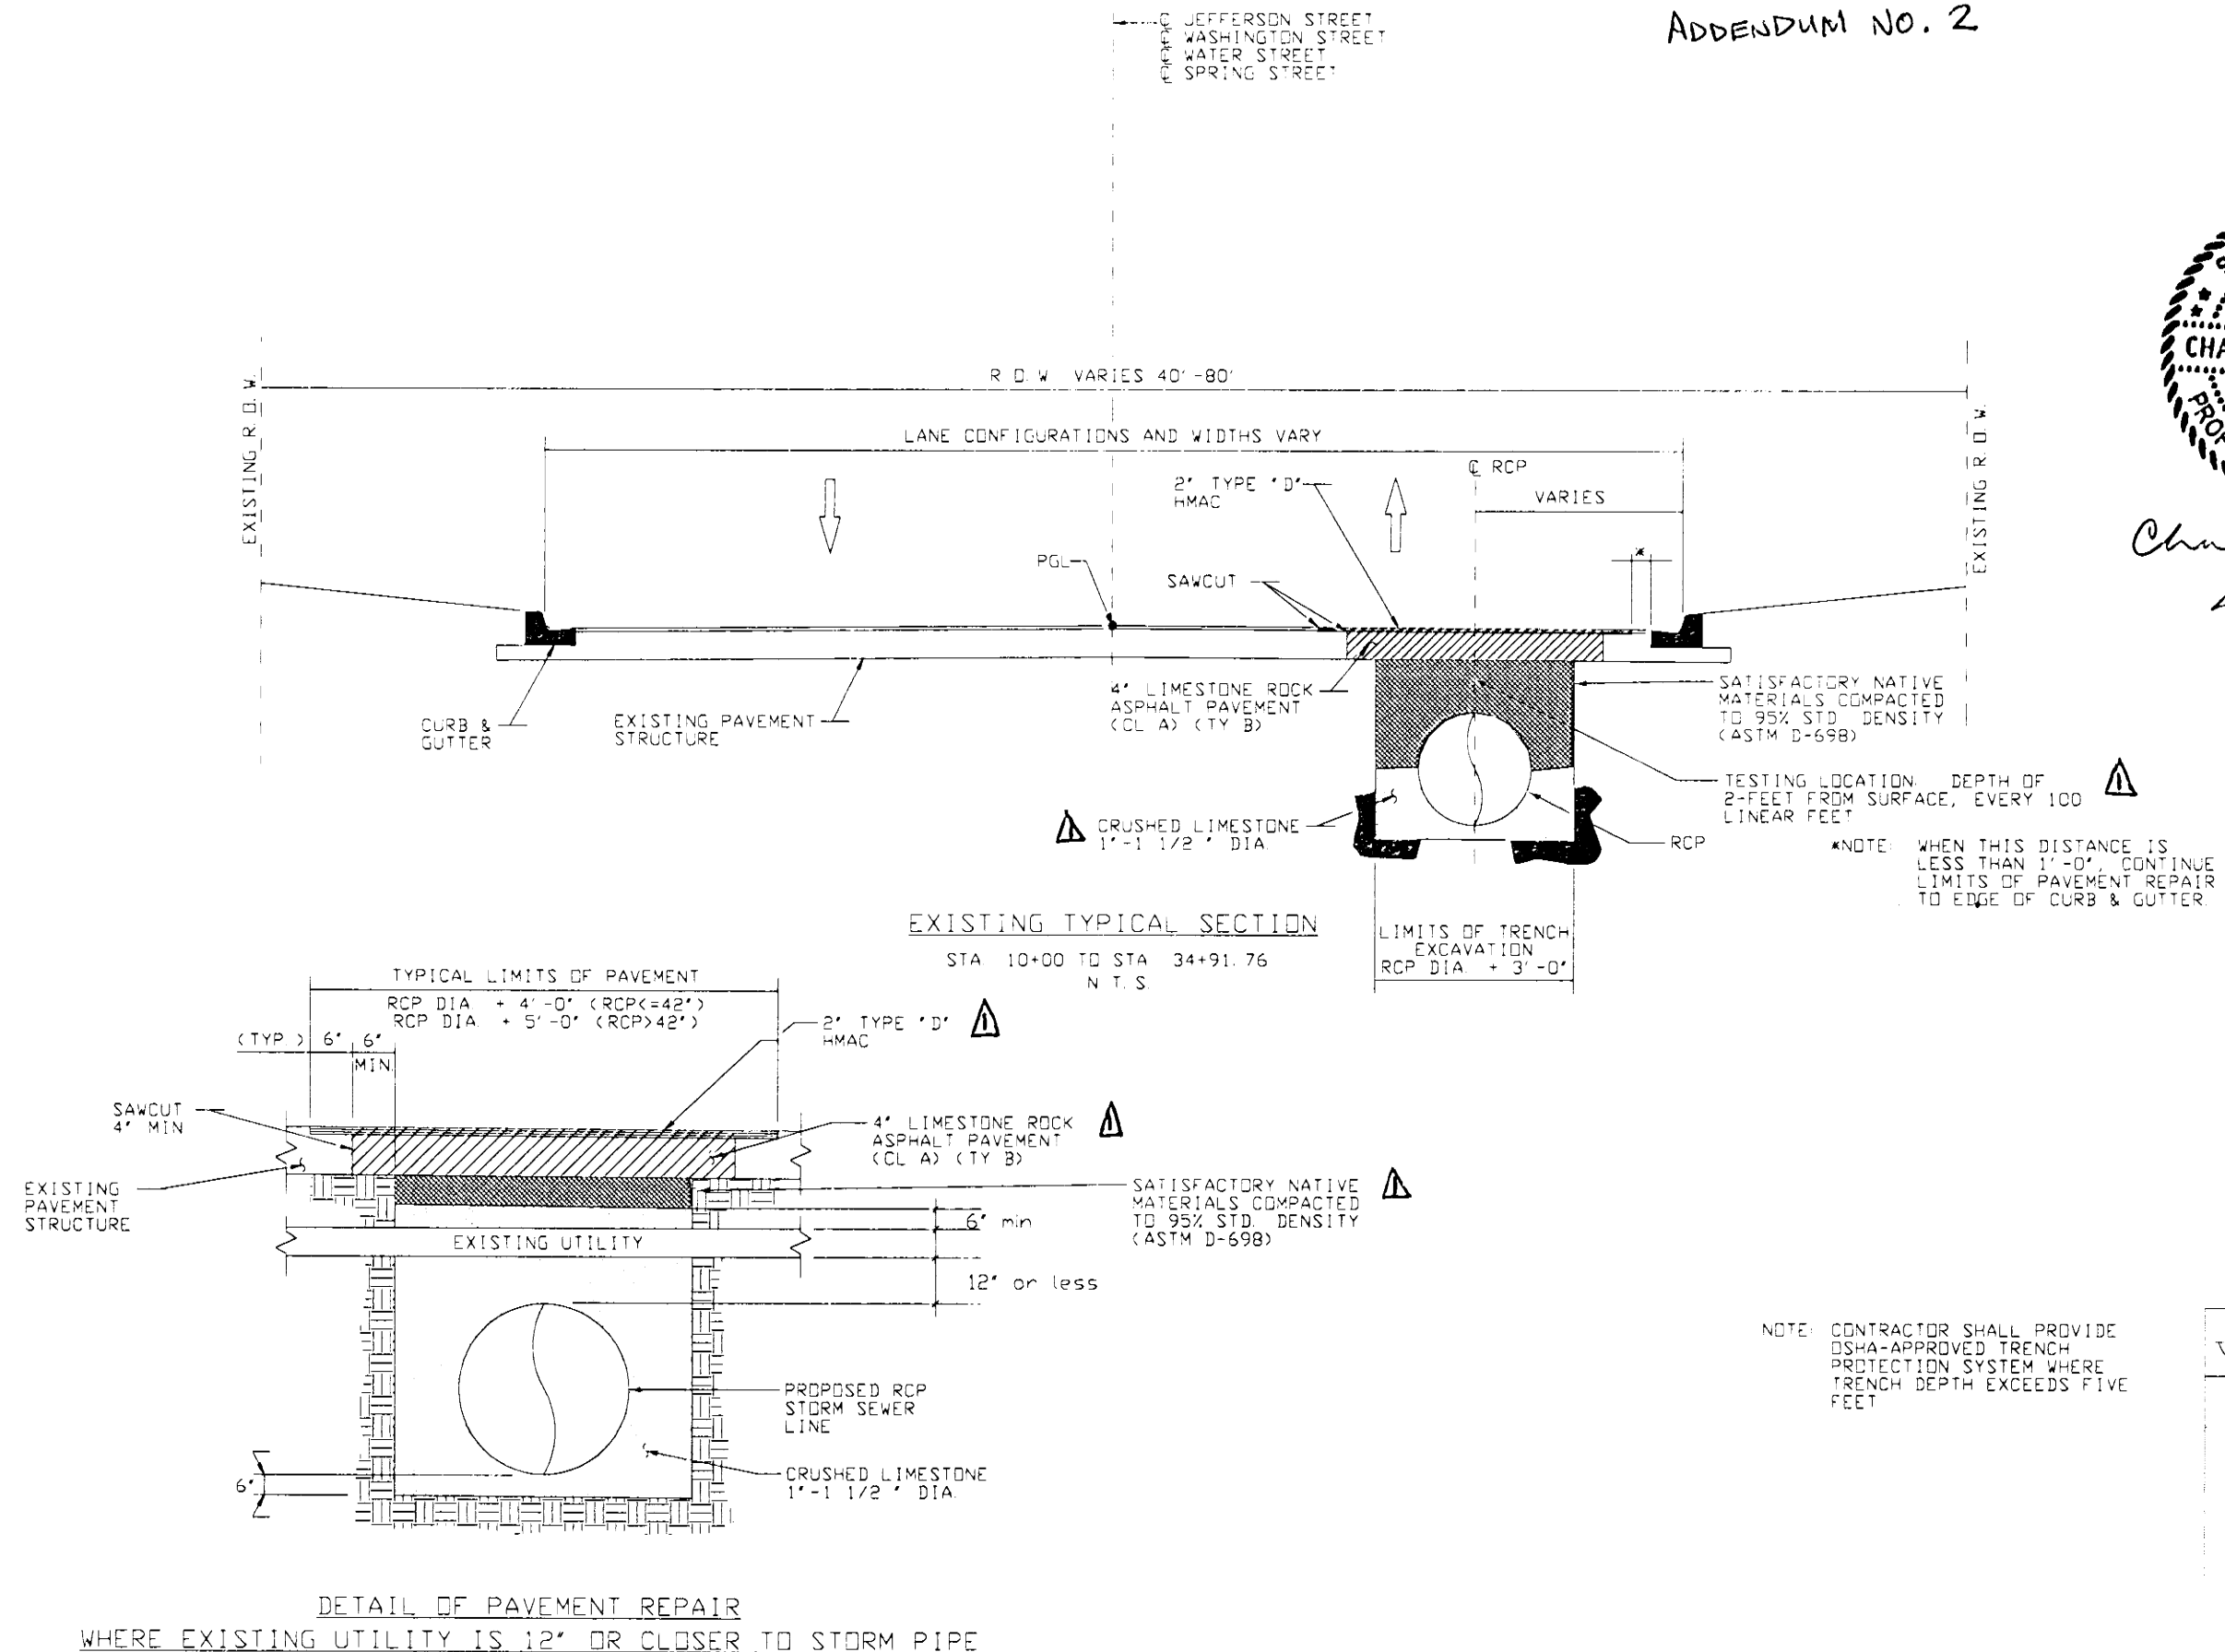 ADDENDUM NO. 2
℄ JEFFERSON STREET
℄ WASHINGTON STREET
℄ WATER STREET
℄ SPRING STREET
R.O.W. VARIES 40'-80'
EXISTING R.O.W.
EXISTING R.O.W.
LANE CONFIGURATIONS AND WIDTHS VARY
℄ RCP
VARIES
2" TYPE "D"
HMAC
*
PGL
SAWCUT
CURB &
GUTTER
EXISTING PAVEMENT
STRUCTURE
4" LIMESTONE ROCK
ASPHALT PAVEMENT
(CL A) (TY B)
SATISFACTORY NATIVE
MATERIALS COMPACTED
TO 95% STD. DENSITY
(ASTM D-698)
TESTING LOCATION: DEPTH OF
2-FEET FROM SURFACE, EVERY 100
LINEAR FEET
1
1
CRUSHED LIMESTONE
1"-1 1/2 " DIA.
RCP
*NOTE: WHEN THIS DISTANCE IS
LESS THAN 1'-0", CONTINUE
LIMITS OF PAVEMENT REPAIR
TO EDGE OF CURB & GUTTER.
EXISTING TYPICAL SECTION
STA. 10+00 TO STA. 34+91.76
N.T.S.
LIMITS OF TRENCH
EXCAVATION
RCP DIA. + 3'-0"
TYPICAL LIMITS OF PAVEMENT
RCP DIA. + 4'-0" (RCP<=42")
RCP DIA. + 5'-0" (RCP>42")
(TYP.) 6" 6"
MIN.
2" TYPE "D"
HMAC
1
SAWCUT
4" MIN
4" LIMESTONE ROCK
ASPHALT PAVEMENT
(CL A) (TY B)
1
EXISTING
PAVEMENT
STRUCTURE
SATISFACTORY NATIVE
MATERIALS COMPACTED
TO 95% STD. DENSITY
(ASTM D-698)
1
6" min
EXISTING UTILITY
12" or less
PROPOSED RCP
STORM SEWER
LINE
CRUSHED LIMESTONE
1"-1 1/2 " DIA.
6"
NOTE: CONTRACTOR SHALL PROVIDE
OSHA-APPROVED TRENCH
PROTECTION SYSTEM WHERE
TRENCH DEPTH EXCEEDS FIVE
FEET
DETAIL OF PAVEMENT REPAIR
WHERE EXISTING UTILITY IS 12" OR CLOSER TO STORM PIPE